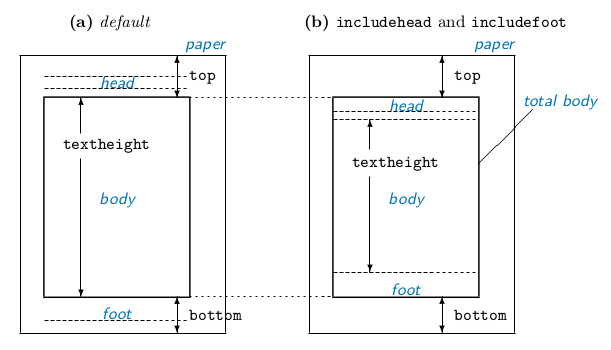 (a) default
paper
head
top
textheight
body
foot
bottom
(b) includehead and includefoot
paper
top
head
total body
textheight
body
foot
bottom